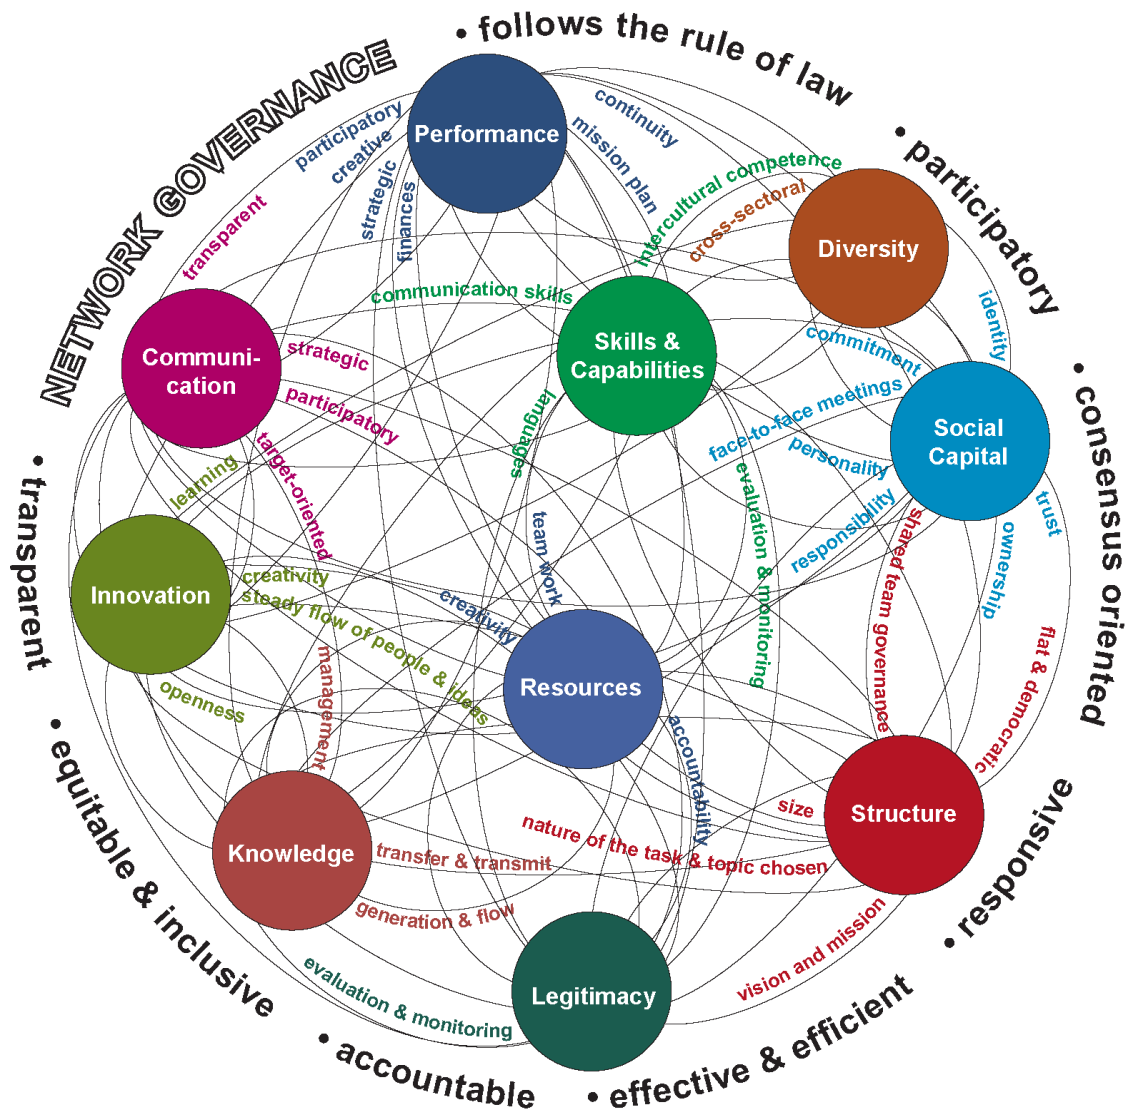 NETWORK GOVERNANCE
• follows the rule of law
• participatory
• consensus oriented
• responsive
• effective & efficient
• accountable
• equitable & inclusive
• transparent
Performance
participatory
creative
strategic
finances
continuity
mission plan
Diversity
intercultural competence
cross-sectoral
transparent
Communi-
cation
strategic
participatory
target-oriented
communication skills
Skills &
Capabilities
languages
evaluation & monitoring
identity
commitment
face-to-face meetings
personality
responsibility
Social
Capital
trust
ownership
shared team governance
flat & democratic
learning
Innovation
creativity
steady flow of people & ideas
openness
team work
creativity
Resources
accountability
management
Knowledge
transfer & transmit
generation & flow
size
nature of the task & topic chosen
Structure
vision and mission
evaluation & monitoring
Legitimacy